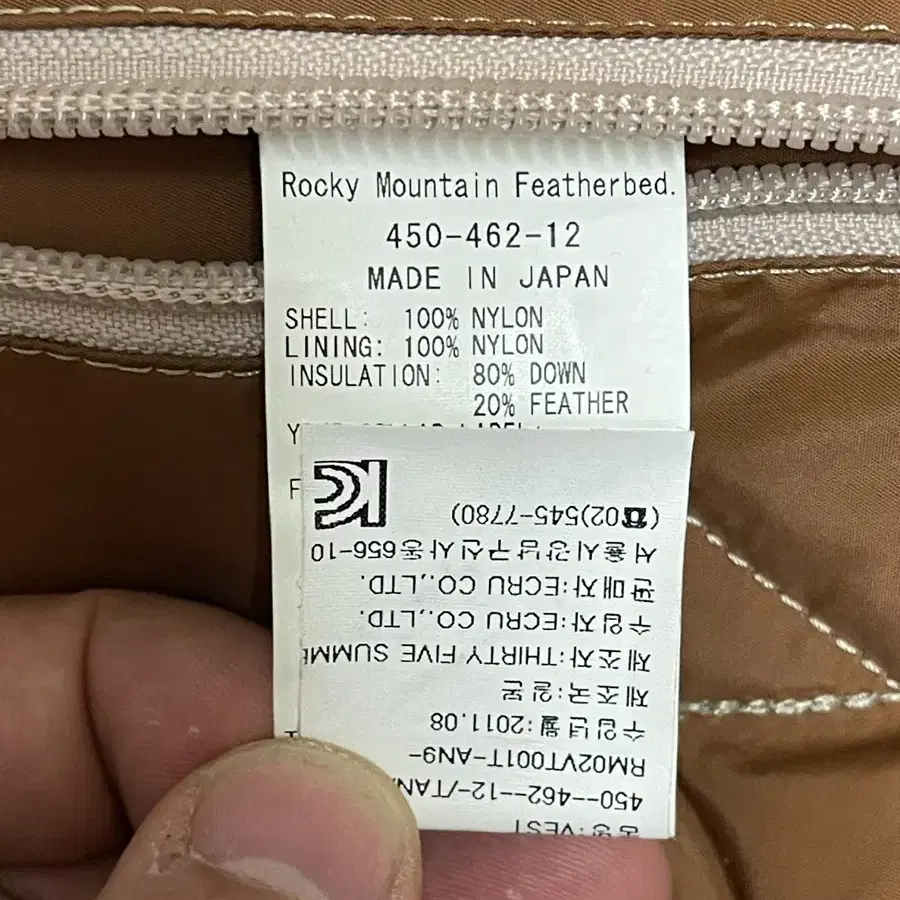 Rocky Mountain Featherbed.
450-462-12
MADE IN JAPAN
SHELL: 100% NYLON
LINING: 100% NYLON
INSULATION: 80% DOWN
20% FEATHER
품명:VEST
450--462-12-/TAN
RM02VT001T-AN9-
수입년월:2011.08
제조국:일본
제조자:THIRTY FIVE SUMME
수입자:ECRU CO.,LTD.
판매자:ECRU CO.,LTD.
서울시강남구신사동656-10
(☎02)545-7780)